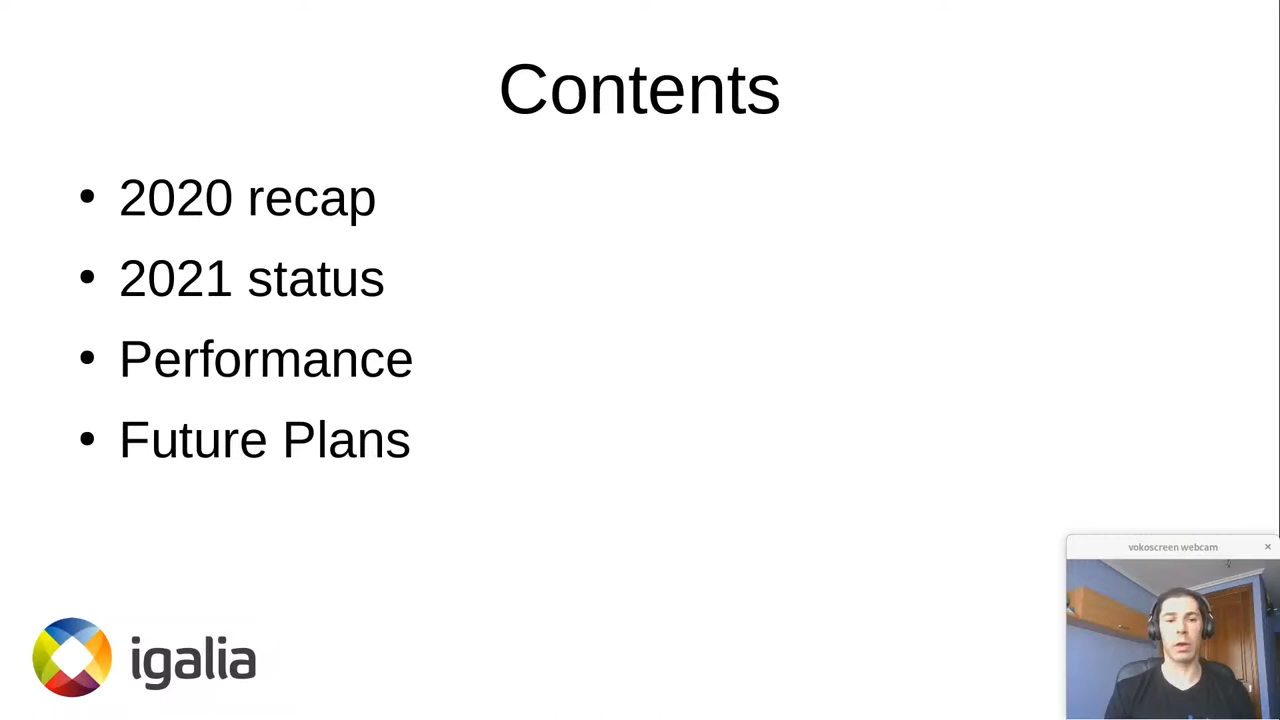 Contents
• 2020 recap
• 2021 status
• Performance
• Future Plans
vokoscreen webcam ×
igalia